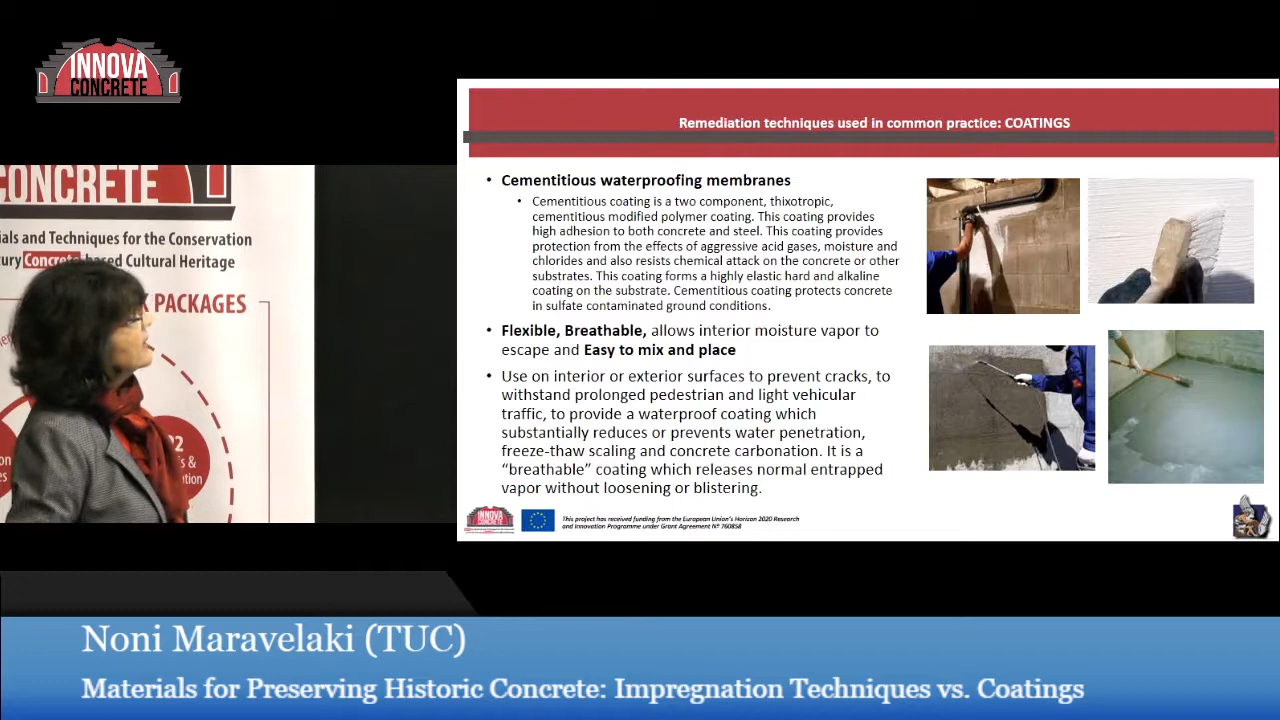 INNOVA
CONCRETE
CONCRETE
als and Techniques for the Conservation
ury Concrete-based Cultural Heritage
PACKAGES
Remediation techniques used in common practice: COATINGS
• Cementitious waterproofing membranes
• Cementitious coating is a two component, thixotropic,
cementitious modified polymer coating. This coating provides
high adhesion to both concrete and steel. This coating provides
protection from the effects of aggressive acid gases, moisture and
chlorides and also resists chemical attack on the concrete or other
substrates. This coating forms a highly elastic hard and alkaline
coating on the substrate. Cementitious coating protects concrete
in sulfate contaminated ground conditions.
• Flexible, Breathable, allows interior moisture vapor to
escape and Easy to mix and place
• Use on interior or exterior surfaces to prevent cracks, to
withstand prolonged pedestrian and light vehicular
traffic, to provide a waterproof coating which
substantially reduces or prevents water penetration,
freeze-thaw scaling and concrete carbonation. It is a
“breathable” coating which releases normal entrapped
vapor without loosening or blistering.
INNOVA
CONCRETE
This project has received funding from the European Union's Horizon 2020 Research
and Innovation Programme under Grant Agreement Nº 760858
Noni Maravelaki (TUC)
Materials for Preserving Historic Concrete: Impregnation Techniques vs. Coatings